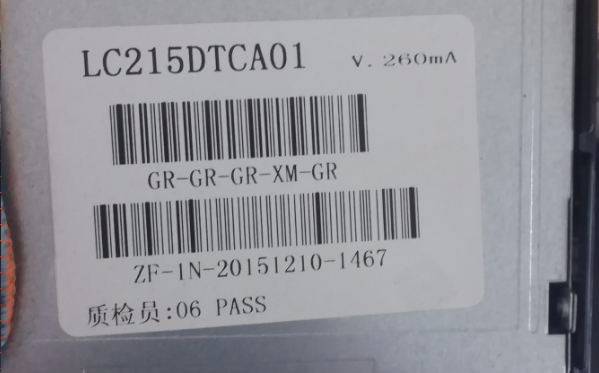 LC215DTCA01 V. 260mA
GR-GR-GR-XM-GR
ZF-1N-20151210-1467
质检员:06 PASS